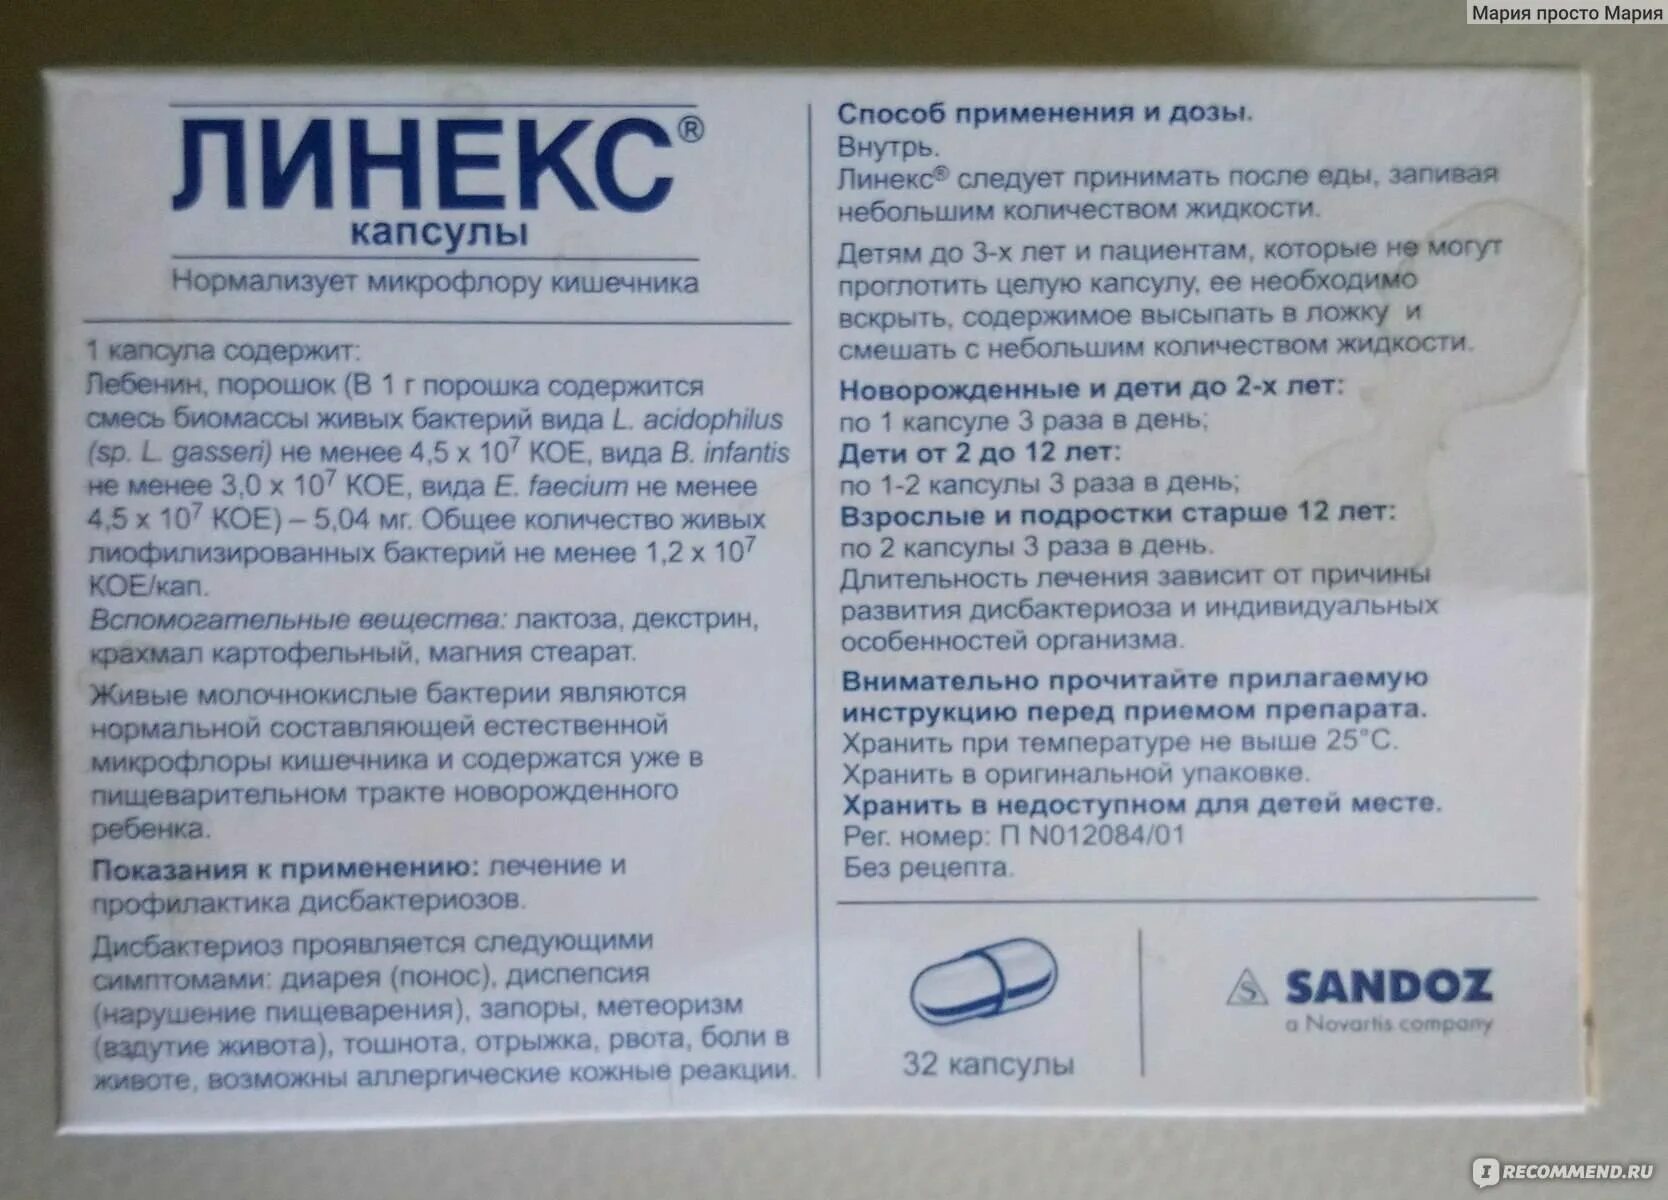 Мария просто Мария
ЛИНЕКС®
капсулы
Нормализует микрофлору кишечника
1 капсула содержит:
Лебенин, порошок (В 1 г порошка содержится
смесь биомассы живых бактерий вида L. acidophilus
(sp. L. gasseri) не менее 4,5 x 10⁷ КОЕ, вида B. infantis
не менее 3,0 x 10⁷ КОЕ, вида E. faecium не менее
4,5 x 10⁷ КОЕ) – 5,04 мг. Общее количество живых
лиофилизированных бактерий не менее 1,2 x 10⁷
КОЕ/кап.
Вспомогательные вещества: лактоза, декстрин,
крахмал картофельный, магния стеарат.
Живые молочнокислые бактерии являются
нормальной составляющей естественной
микрофлоры кишечника и содержатся уже в
пищеварительном тракте новорожденного
ребенка.
Показания к применению: лечение и
профилактика дисбактериозов.
Дисбактериоз проявляется следующими
симптомами: диарея (понос), диспепсия
(нарушение пищеварения), запоры, метеоризм
(вздутие живота), тошнота, отрыжка, рвота, боли в
животе, возможны аллергические кожные реакции.
Способ применения и дозы.
Внутрь.
Линекс® следует принимать после еды, запивая
небольшим количеством жидкости.
Детям до 3-х лет и пациентам, которые не могут
проглотить целую капсулу, ее необходимо
вскрыть, содержимое высыпать в ложку и
смешать с небольшим количеством жидкости.
Новорожденные и дети до 2-х лет:
по 1 капсуле 3 раза в день;
Дети от 2 до 12 лет:
по 1-2 капсулы 3 раза в день;
Взрослые и подростки старше 12 лет:
по 2 капсулы 3 раза в день.
Длительность лечения зависит от причины
развития дисбактериоза и индивидуальных
особенностей организма.
Внимательно прочитайте прилагаемую
инструкцию перед приемом препарата.
Хранить при температуре не выше 25°С.
Хранить в оригинальной упаковке.
Хранить в недоступном для детей месте.
Рег. номер: П N012084/01
Без рецепта.
32 капсулы
SANDOZ
a Novartis company
IRECOMMEND.RU